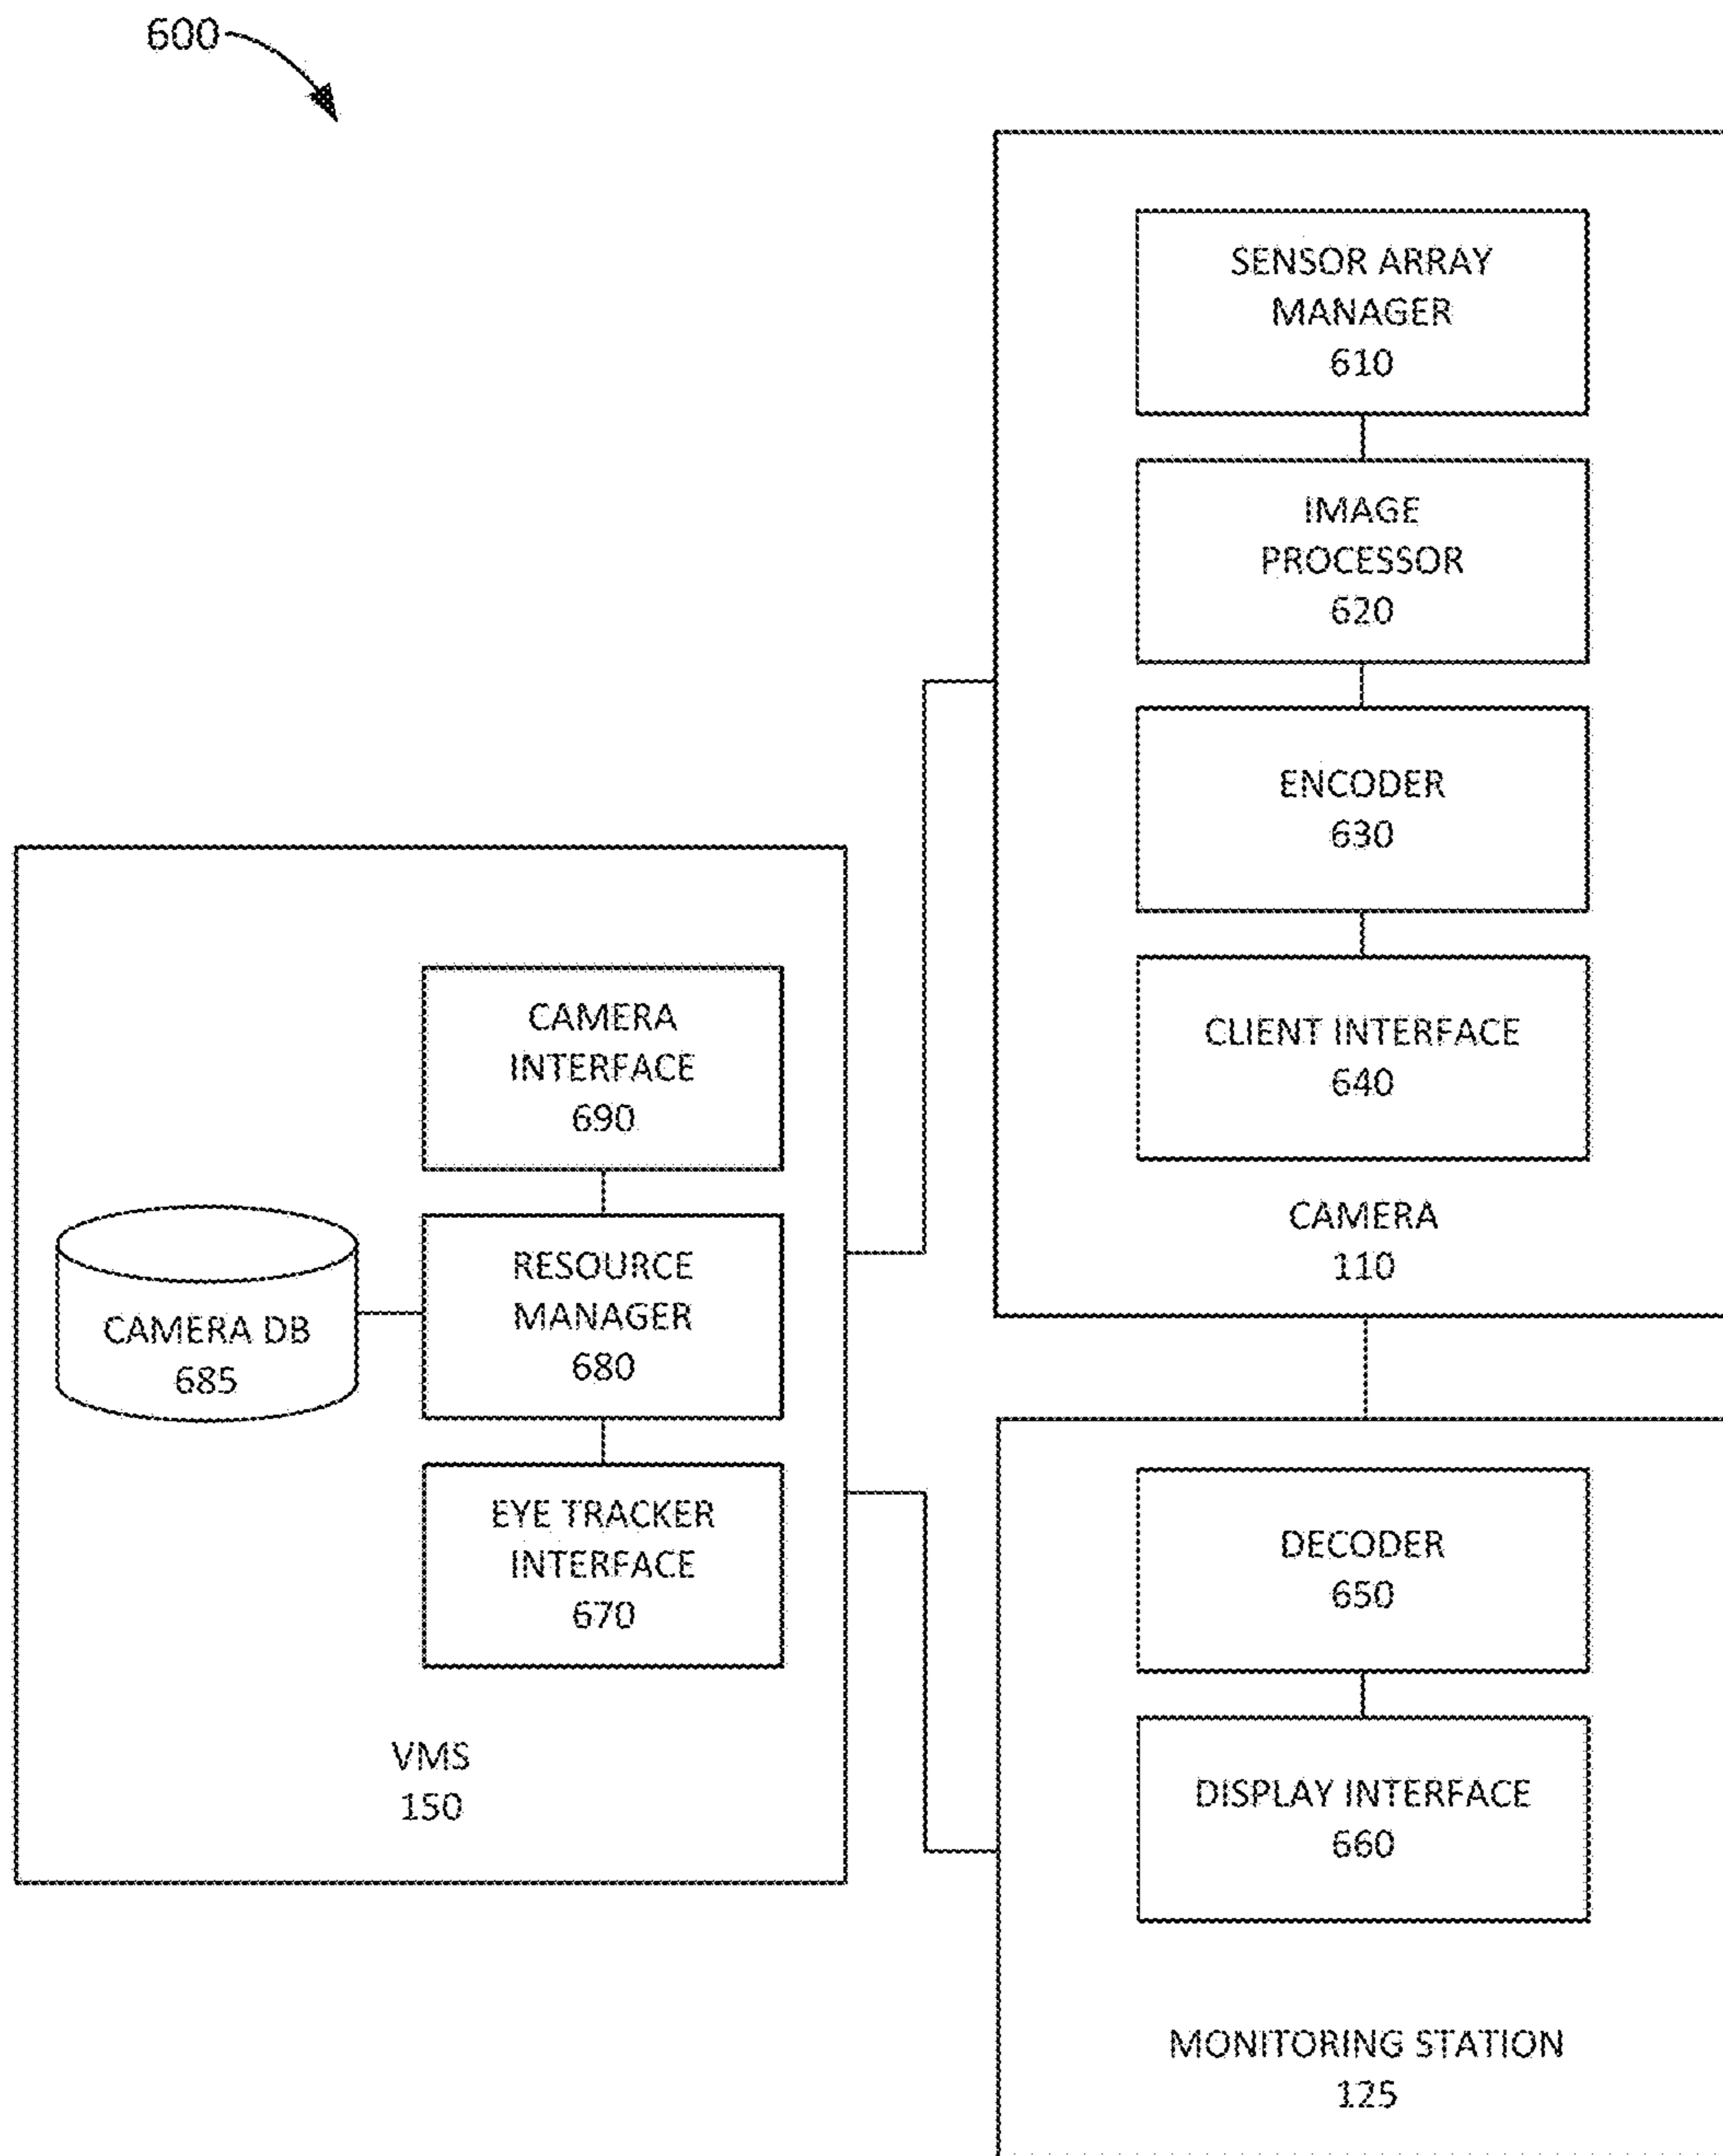 600
SENSOR ARRAY
MANAGER
610
IMAGE
PROCESSOR
620
ENCODER
630
CLIENT INTERFACE
640
CAMERA
110
CAMERA
INTERFACE
690
RESOURCE
MANAGER
680
CAMERA DB
685
EYE TRACKER
INTERFACE
670
VMS
150
DECODER
650
DISPLAY INTERFACE
660
MONITORING STATION
125